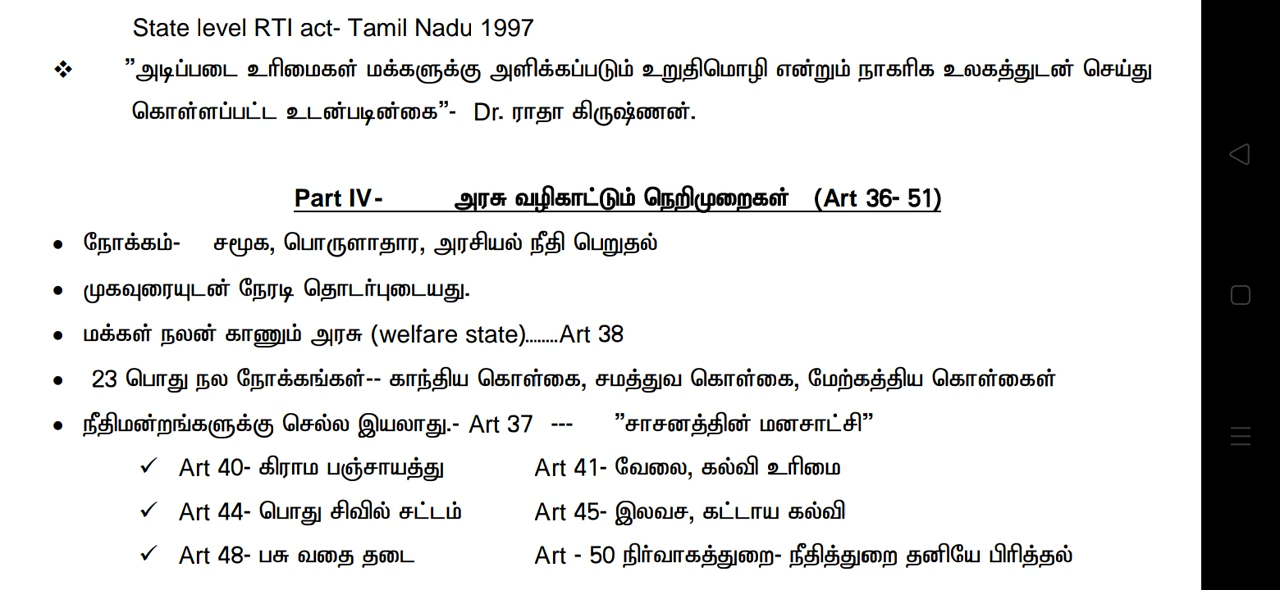 State level RTI act- Tamil Nadu 1997
❖ ”அடிப்படை உரிமைகள் மக்களுக்கு அளிக்கப்படும் உறுதிமொழி என்றும் நாகரிக உலகத்துடன் செய்து
கொள்ளப்பட்ட உடன்படின்கை”- Dr. ராதா கிருஷ்ணன்.
Part IV- அரசு வழிகாட்டும் நெறிமுறைகள் (Art 36- 51)
• நோக்கம்- சமூக, பொருளாதார, அரசியல் நீதி பெறுதல்
• முகவுரையுடன் நேரடி தொடர்புடையது.
• மக்கள் நலன் காணும் அரசு (welfare state)........Art 38
• 23 பொது நல நோக்கங்கள்-- காந்திய கொள்கை, சமத்துவ கொள்கை, மேற்கத்திய கொள்கைள்
• நீதிமன்றங்களுக்கு செல்ல இயலாது.- Art 37 --- ”சாசனத்தின் மனசாட்சி”
✓ Art 40- கிராம பஞ்சாயத்து Art 41- வேலை, கல்வி உரிமை
✓ Art 44- பொது சிவில் சட்டம் Art 45- இலவச, கட்டாய கல்வி
✓ Art 48- பசு வதை தடை Art - 50 நிர்வாகத்துறை- நீதித்துறை தனியே பிரித்தல்